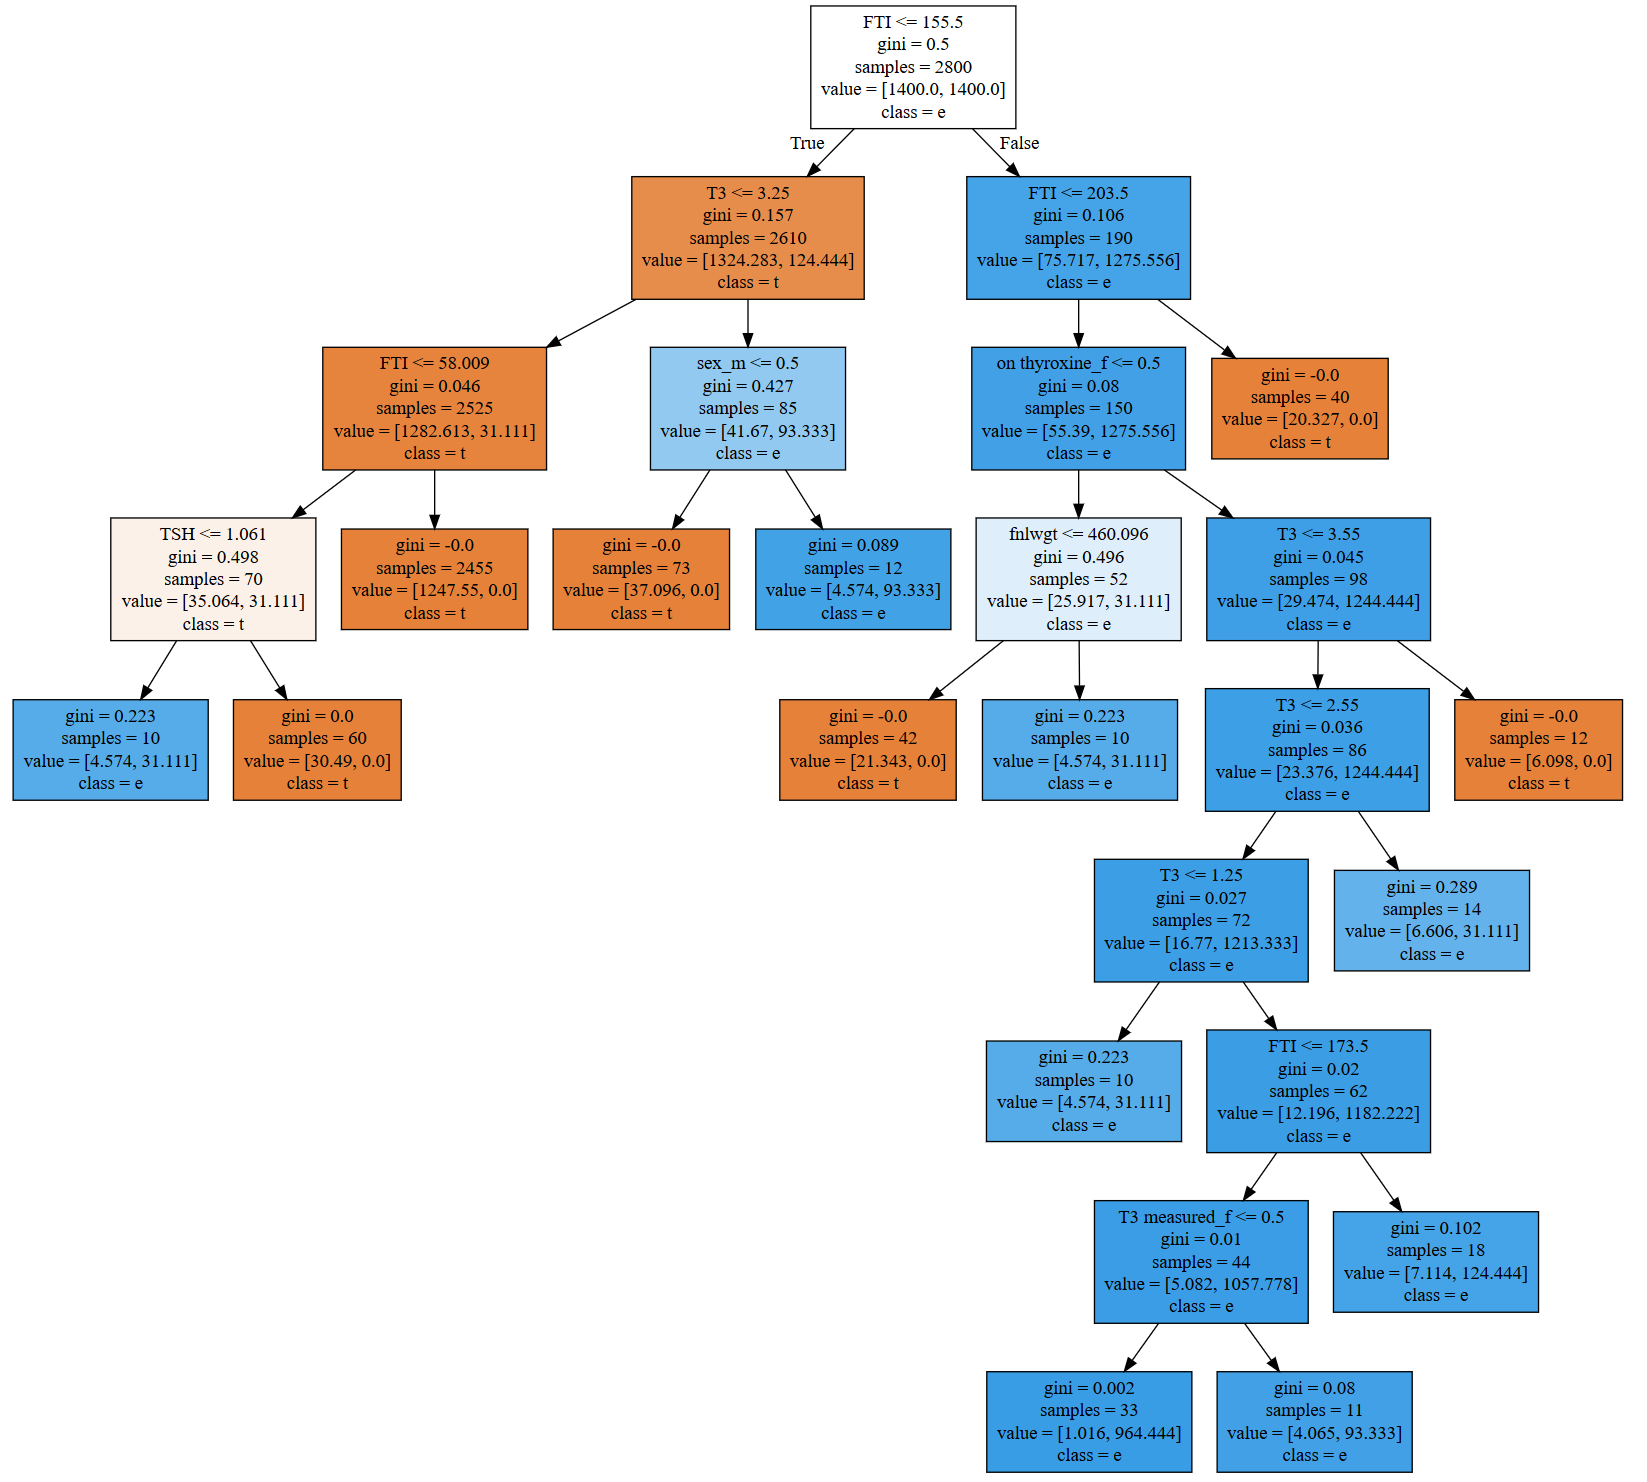 FTI <= 155.5
gini = 0.5
samples = 2800
value = [1400.0, 1400.0]
class = e
True
False
T3 <= 3.25
gini = 0.157
samples = 2610
value = [1324.283, 124.444]
class = t
FTI <= 203.5
gini = 0.106
samples = 190
value = [75.717, 1275.556]
class = e
FTI <= 58.009
gini = 0.046
samples = 2525
value = [1282.613, 31.111]
class = t
sex_m <= 0.5
gini = 0.427
samples = 85
value = [41.67, 93.333]
class = e
on thyroxine_f <= 0.5
gini = 0.08
samples = 150
value = [55.39, 1275.556]
class = e
gini = -0.0
samples = 40
value = [20.327, 0.0]
class = t
TSH <= 1.061
gini = 0.498
samples = 70
value = [35.064, 31.111]
class = t
gini = -0.0
samples = 2455
value = [1247.55, 0.0]
class = t
gini = -0.0
samples = 73
value = [37.096, 0.0]
class = t
gini = 0.089
samples = 12
value = [4.574, 93.333]
class = e
fnlwgt <= 460.096
gini = 0.496
samples = 52
value = [25.917, 31.111]
class = e
T3 <= 3.55
gini = 0.045
samples = 98
value = [29.474, 1244.444]
class = e
gini = 0.223
samples = 10
value = [4.574, 31.111]
class = e
gini = 0.0
samples = 60
value = [30.49, 0.0]
class = t
gini = -0.0
samples = 42
value = [21.343, 0.0]
class = t
gini = 0.223
samples = 10
value = [4.574, 31.111]
class = e
T3 <= 2.55
gini = 0.036
samples = 86
value = [23.376, 1244.444]
class = e
gini = -0.0
samples = 12
value = [6.098, 0.0]
class = t
T3 <= 1.25
gini = 0.027
samples = 72
value = [16.77, 1213.333]
class = e
gini = 0.289
samples = 14
value = [6.606, 31.111]
class = e
gini = 0.223
samples = 10
value = [4.574, 31.111]
class = e
FTI <= 173.5
gini = 0.02
samples = 62
value = [12.196, 1182.222]
class = e
T3 measured_f <= 0.5
gini = 0.01
samples = 44
value = [5.082, 1057.778]
class = e
gini = 0.102
samples = 18
value = [7.114, 124.444]
class = e
gini = 0.002
samples = 33
value = [1.016, 964.444]
class = e
gini = 0.08
samples = 11
value = [4.065, 93.333]
class = e